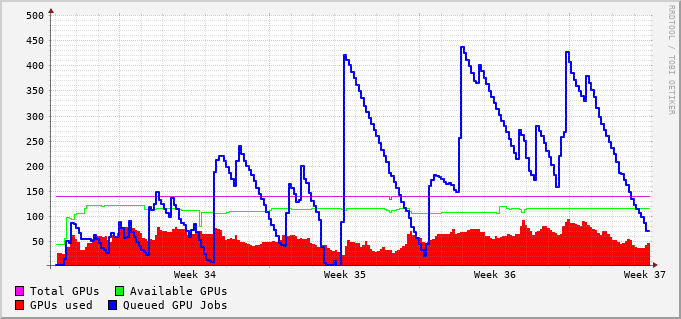 500
450
400
350
300
250
200
150
100
50
Week 34 Week 35 Week 36 Week 37
Total GPUs Available GPUs
GPUs used Queued GPU Jobs
RRDTOOL / TOBI OETIKER